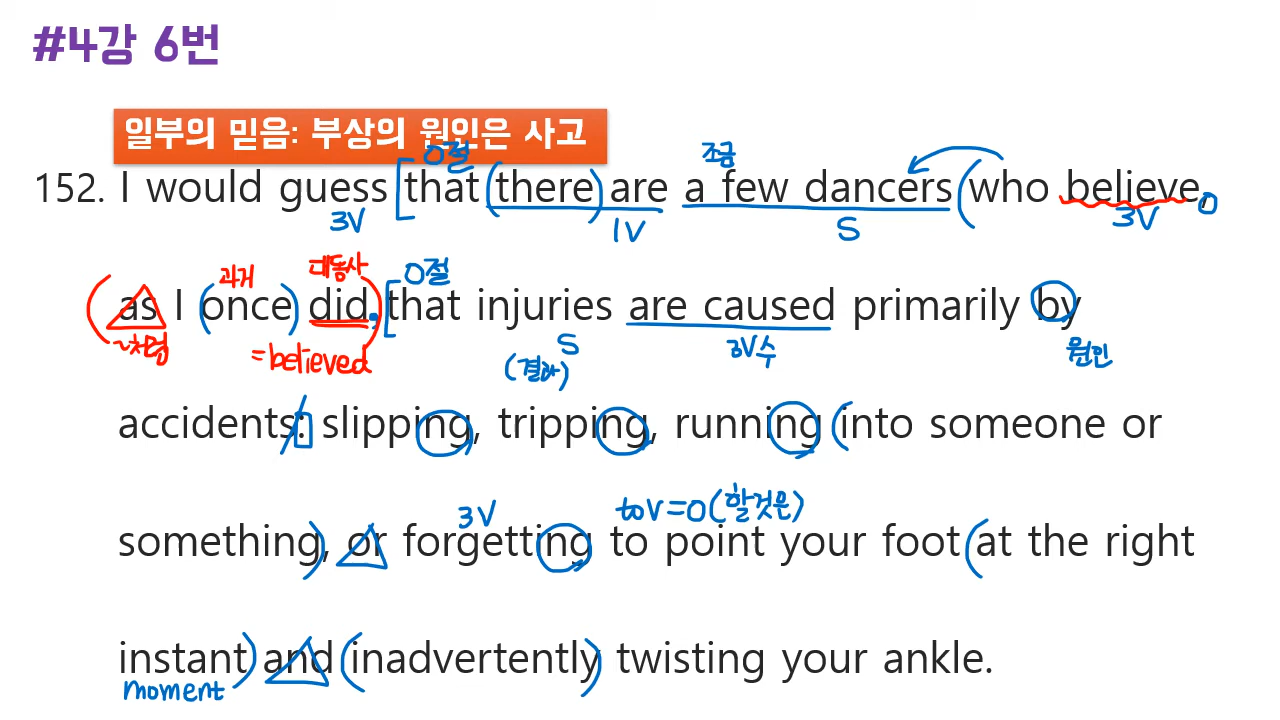 #4강 6번
일부의 믿음: 부상의 원인은 사고
O절 조금
152. I would guess that there are a few dancers who believe,
3V 1V S 3V O
과거 대동사 O절
as I once did, that injuries are caused primarily by
~처럼 =believed S 3V수 원인
(결과)
accidents: slipping, tripping, running into someone or
3V toV=O(할것은)
something, or forgetting to point your foot at the right
instant and inadvertently twisting your ankle.
moment